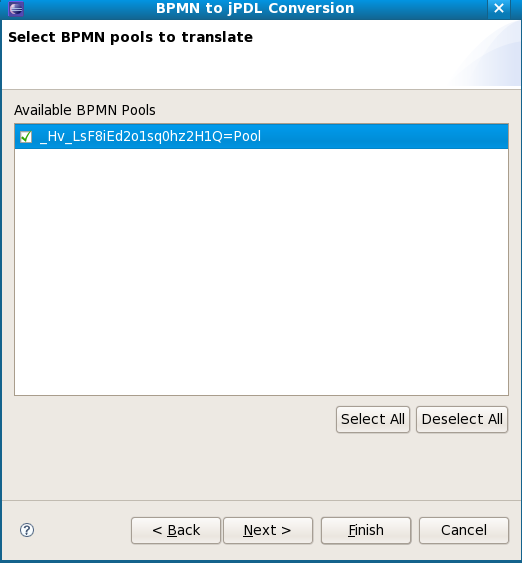 BPMN to jPDL Conversion
Select BPMN pools to translate
Available BPMN Pools
_Hv_LsF8iEd2o1sq0hz2H1Q=Pool
Select All Deselect All
? < Back Next > Finish Cancel